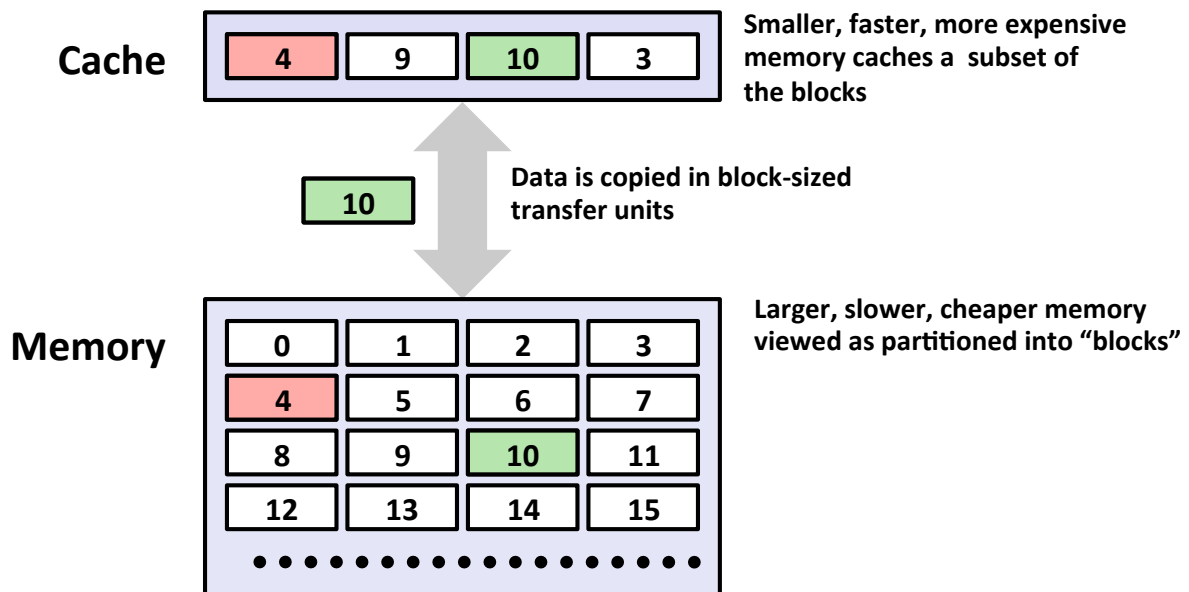 Cache
4 9 10 3
Smaller, faster, more expensive
memory caches a subset of
the blocks
10
Data is copied in block-sized
transfer units
Memory
0 1 2 3
4 5 6 7
8 9 10 11
12 13 14 15
Larger, slower, cheaper memory
viewed as partitioned into “blocks”